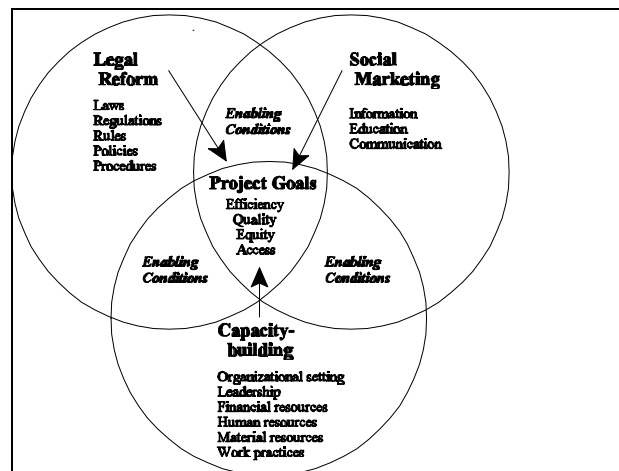 Legal
Reform
Laws
Regulations
Rules
Policies
Procedures
Social
Marketing
Information
Education
Communication
Enabling
Conditions
Project Goals
Efficiency
Quality
Equity
Access
Enabling
Conditions
Enabling
Conditions
Capacity-
building
Organizational setting
Leadership
Financial resources
Human resources
Material resources
Work practices